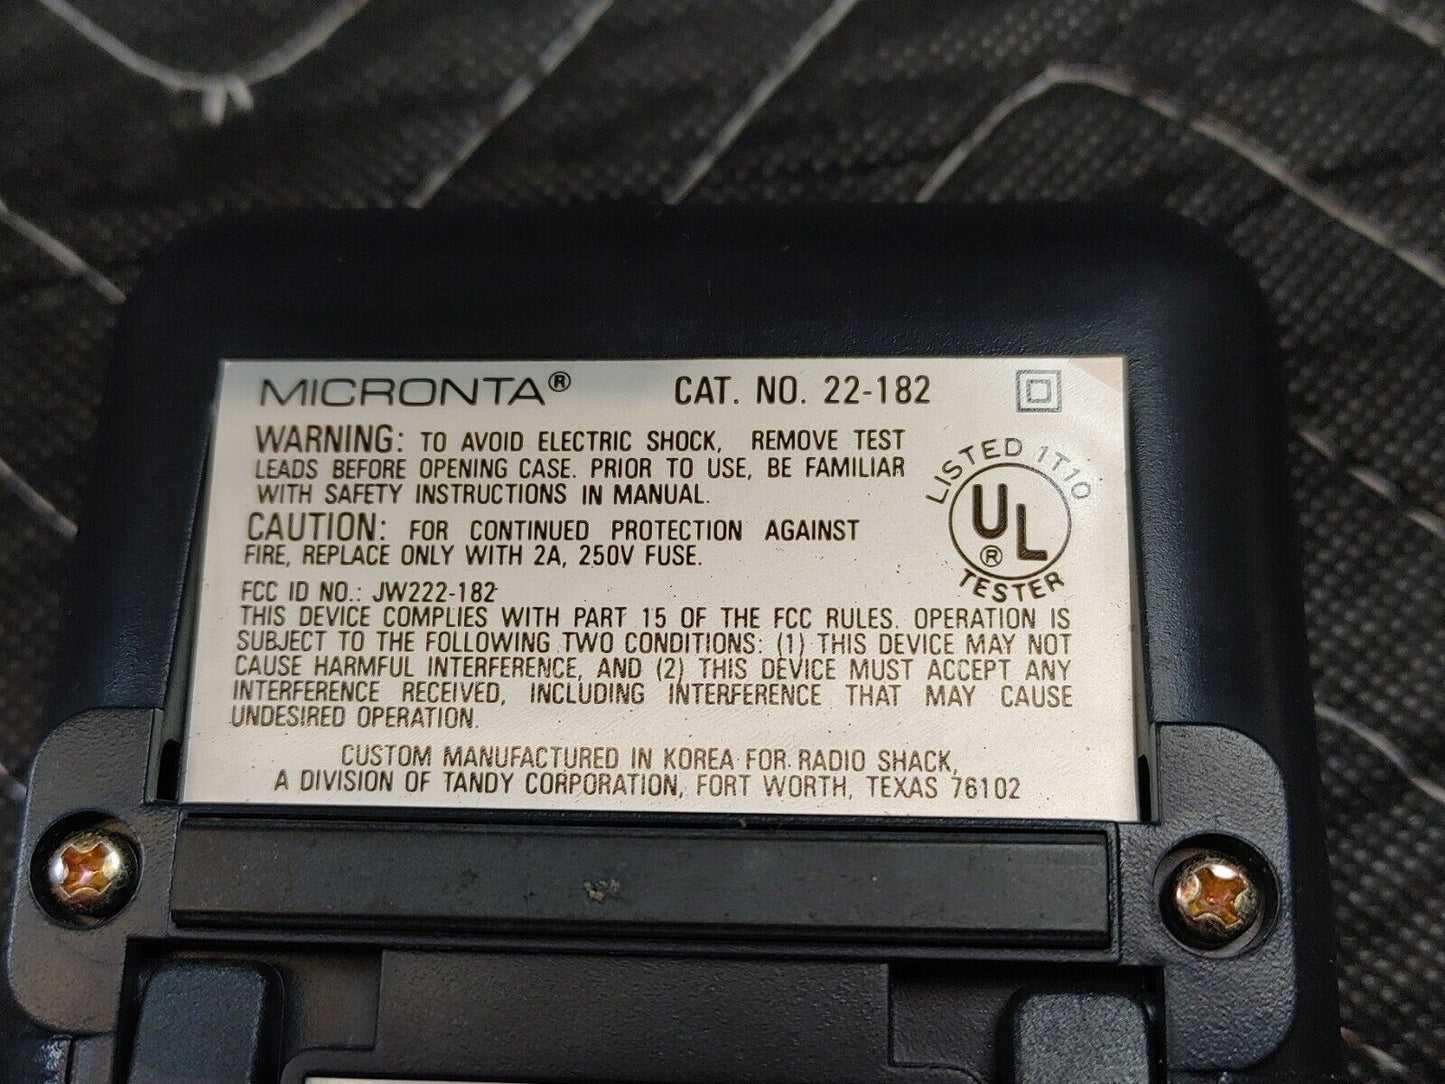 MICRONTA® CAT. NO. 22-182
WARNING: TO AVOID ELECTRIC SHOCK, REMOVE TEST
LEADS BEFORE OPENING CASE. PRIOR TO USE, BE FAMILIAR
WITH SAFETY INSTRUCTIONS IN MANUAL.
CAUTION: FOR CONTINUED PROTECTION AGAINST
FIRE, REPLACE ONLY WITH 2A, 250V FUSE.
LISTED 1T10
UL
®
TESTER
FCC ID NO.: JW222-182
THIS DEVICE COMPLIES WITH PART 15 OF THE FCC RULES. OPERATION IS
SUBJECT TO THE FOLLOWING TWO CONDITIONS: (1) THIS DEVICE MAY NOT
CAUSE HARMFUL INTERFERENCE, AND (2) THIS DEVICE MUST ACCEPT ANY
INTERFERENCE RECEIVED, INCLUDING INTERFERENCE THAT MAY CAUSE
UNDESIRED OPERATION.
CUSTOM MANUFACTURED IN KOREA FOR RADIO SHACK,
A DIVISION OF TANDY CORPORATION, FORT WORTH, TEXAS 76102